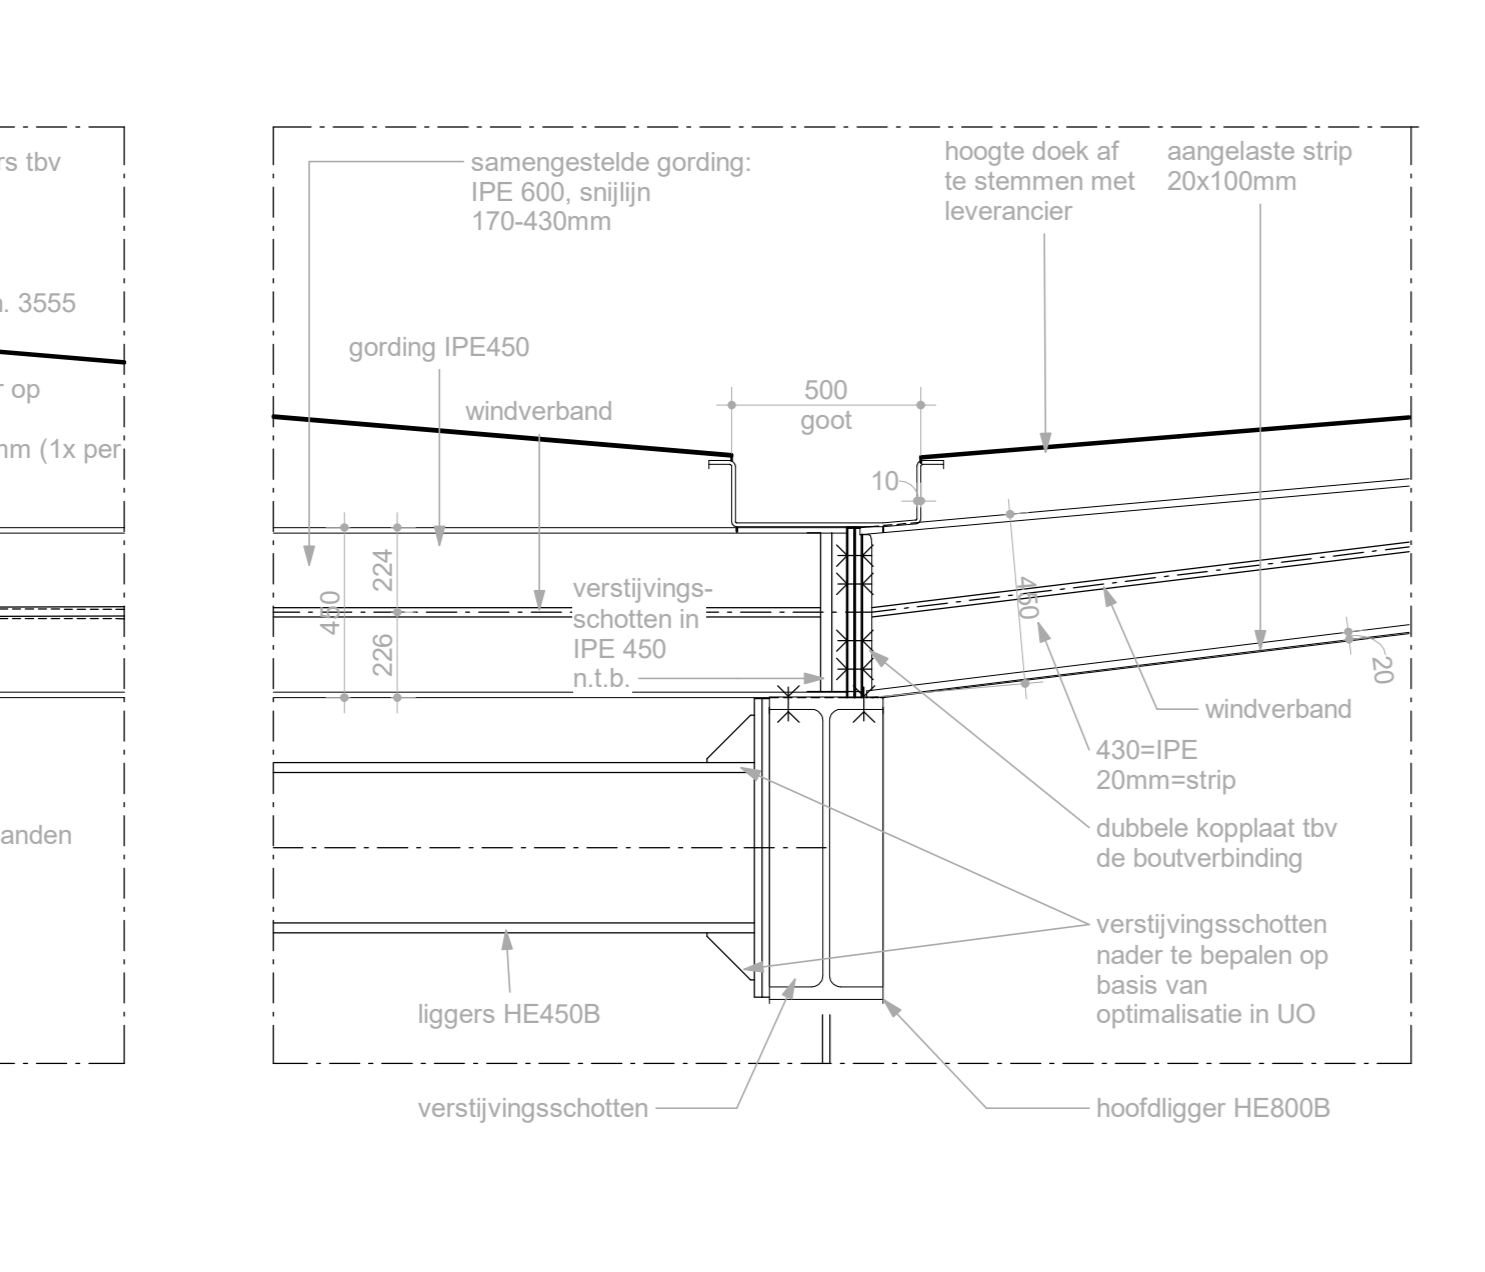 rs tbv
. 3555
r op
mm (1x per
anden
samengestelde gording:
IPE 600, snijlijn
170-430mm
hoogte doek af
te stemmen met
leverancier
aangelaste strip
20x100mm
gording IPE450
windverband
500
goot
10
224
450
226
verstijvings-
schotten in
IPE 450
n.t.b.
450
20
windverband
430=IPE
20mm=strip
dubbele kopplaat tbv
de boutverbinding
verstijvingsschotten
nader te bepalen op
basis van
optimalisatie in UO
liggers HE450B
verstijvingsschotten
hoofdligger HE800B